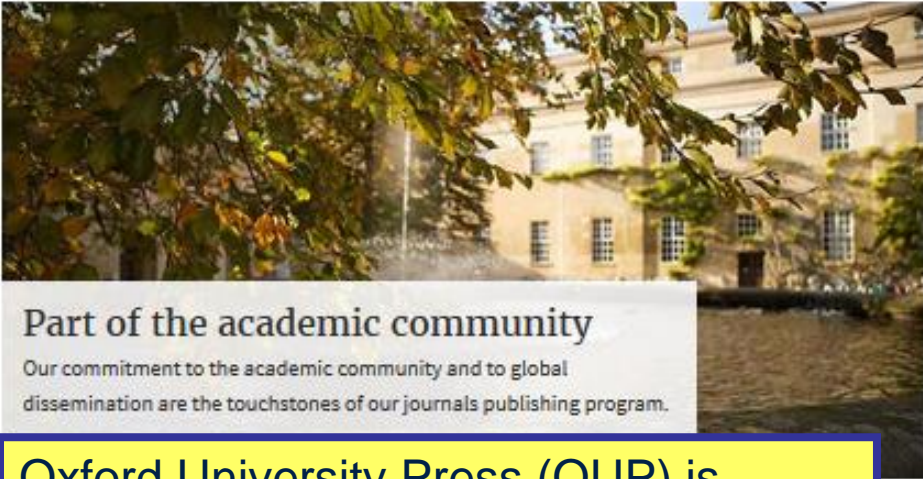 Part of the academic community
Our commitment to the academic community and to global
dissemination are the touchstones of our journals publishing program.
Oxford University Press (OUP) is